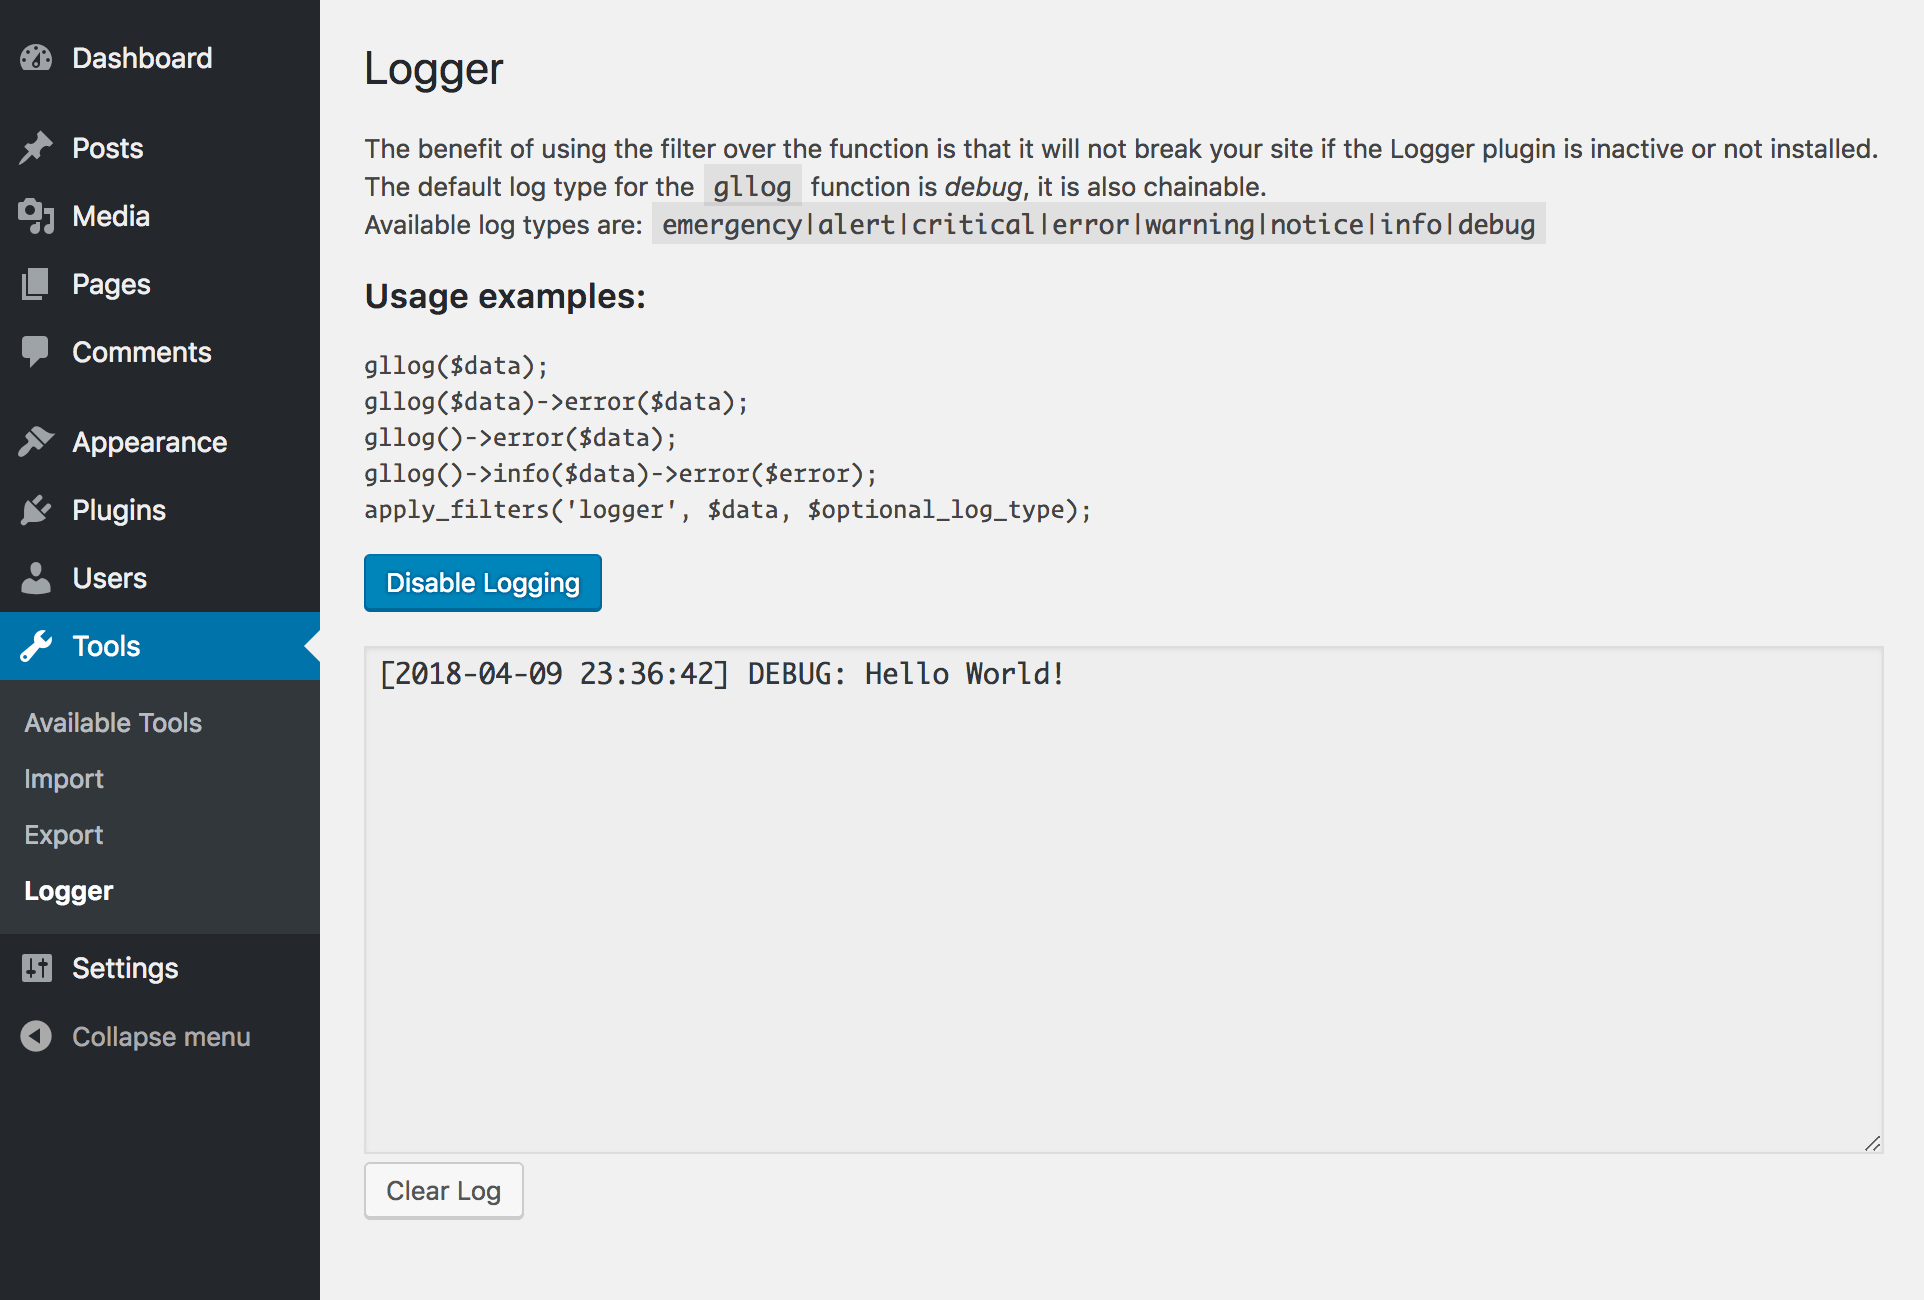 Dashboard
Posts
Media
Pages
Comments
Appearance
Plugins
Users
Tools
Available Tools
Import
Export
Logger
Settings
Collapse menu
Logger
The benefit of using the filter over the function is that it will not break your site if the Logger plugin is inactive or not installed.
The default log type for the gllog function is debug, it is also chainable.
Available log types are: emergency|alert|critical|error|warning|notice|info|debug
Usage examples:
gllog($data);
gllog($data)->error($data);
gllog()->error($data);
gllog()->info($data)->error($error);
apply_filters('logger', $data, $optional_log_type);
Disable Logging
[2018-04-09 23:36:42] DEBUG: Hello World!
Clear Log